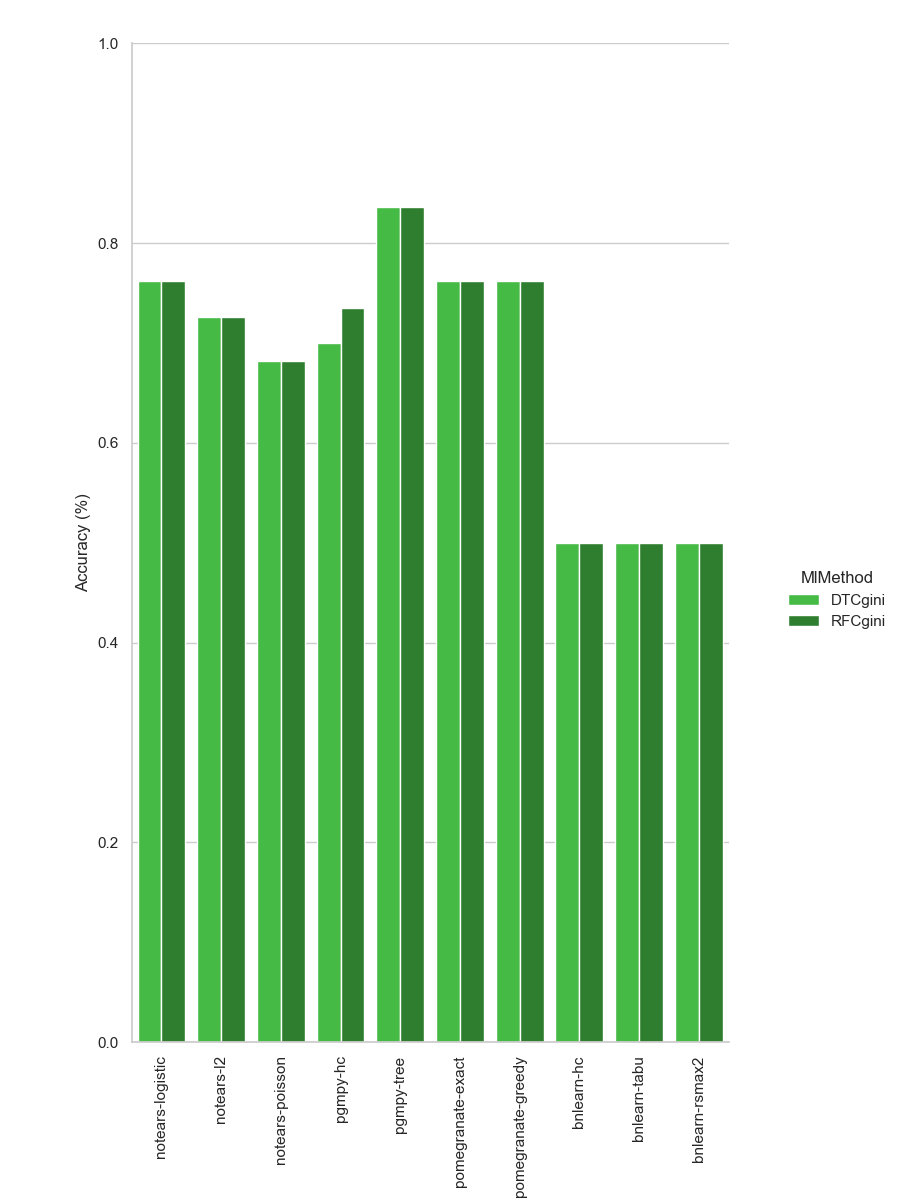 1.0
0.8
0.6
0.4
0.2
0.0
Accuracy (%)
notears-logistic
notears-l2
notears-poisson
pgmpy-hc
pgmpy-tree
pomegranate-exact
pomegranate-greedy
bnlearn-hc
bnlearn-tabu
bnlearn-rsmax2
MlMethod
DTCgini
RFCgini